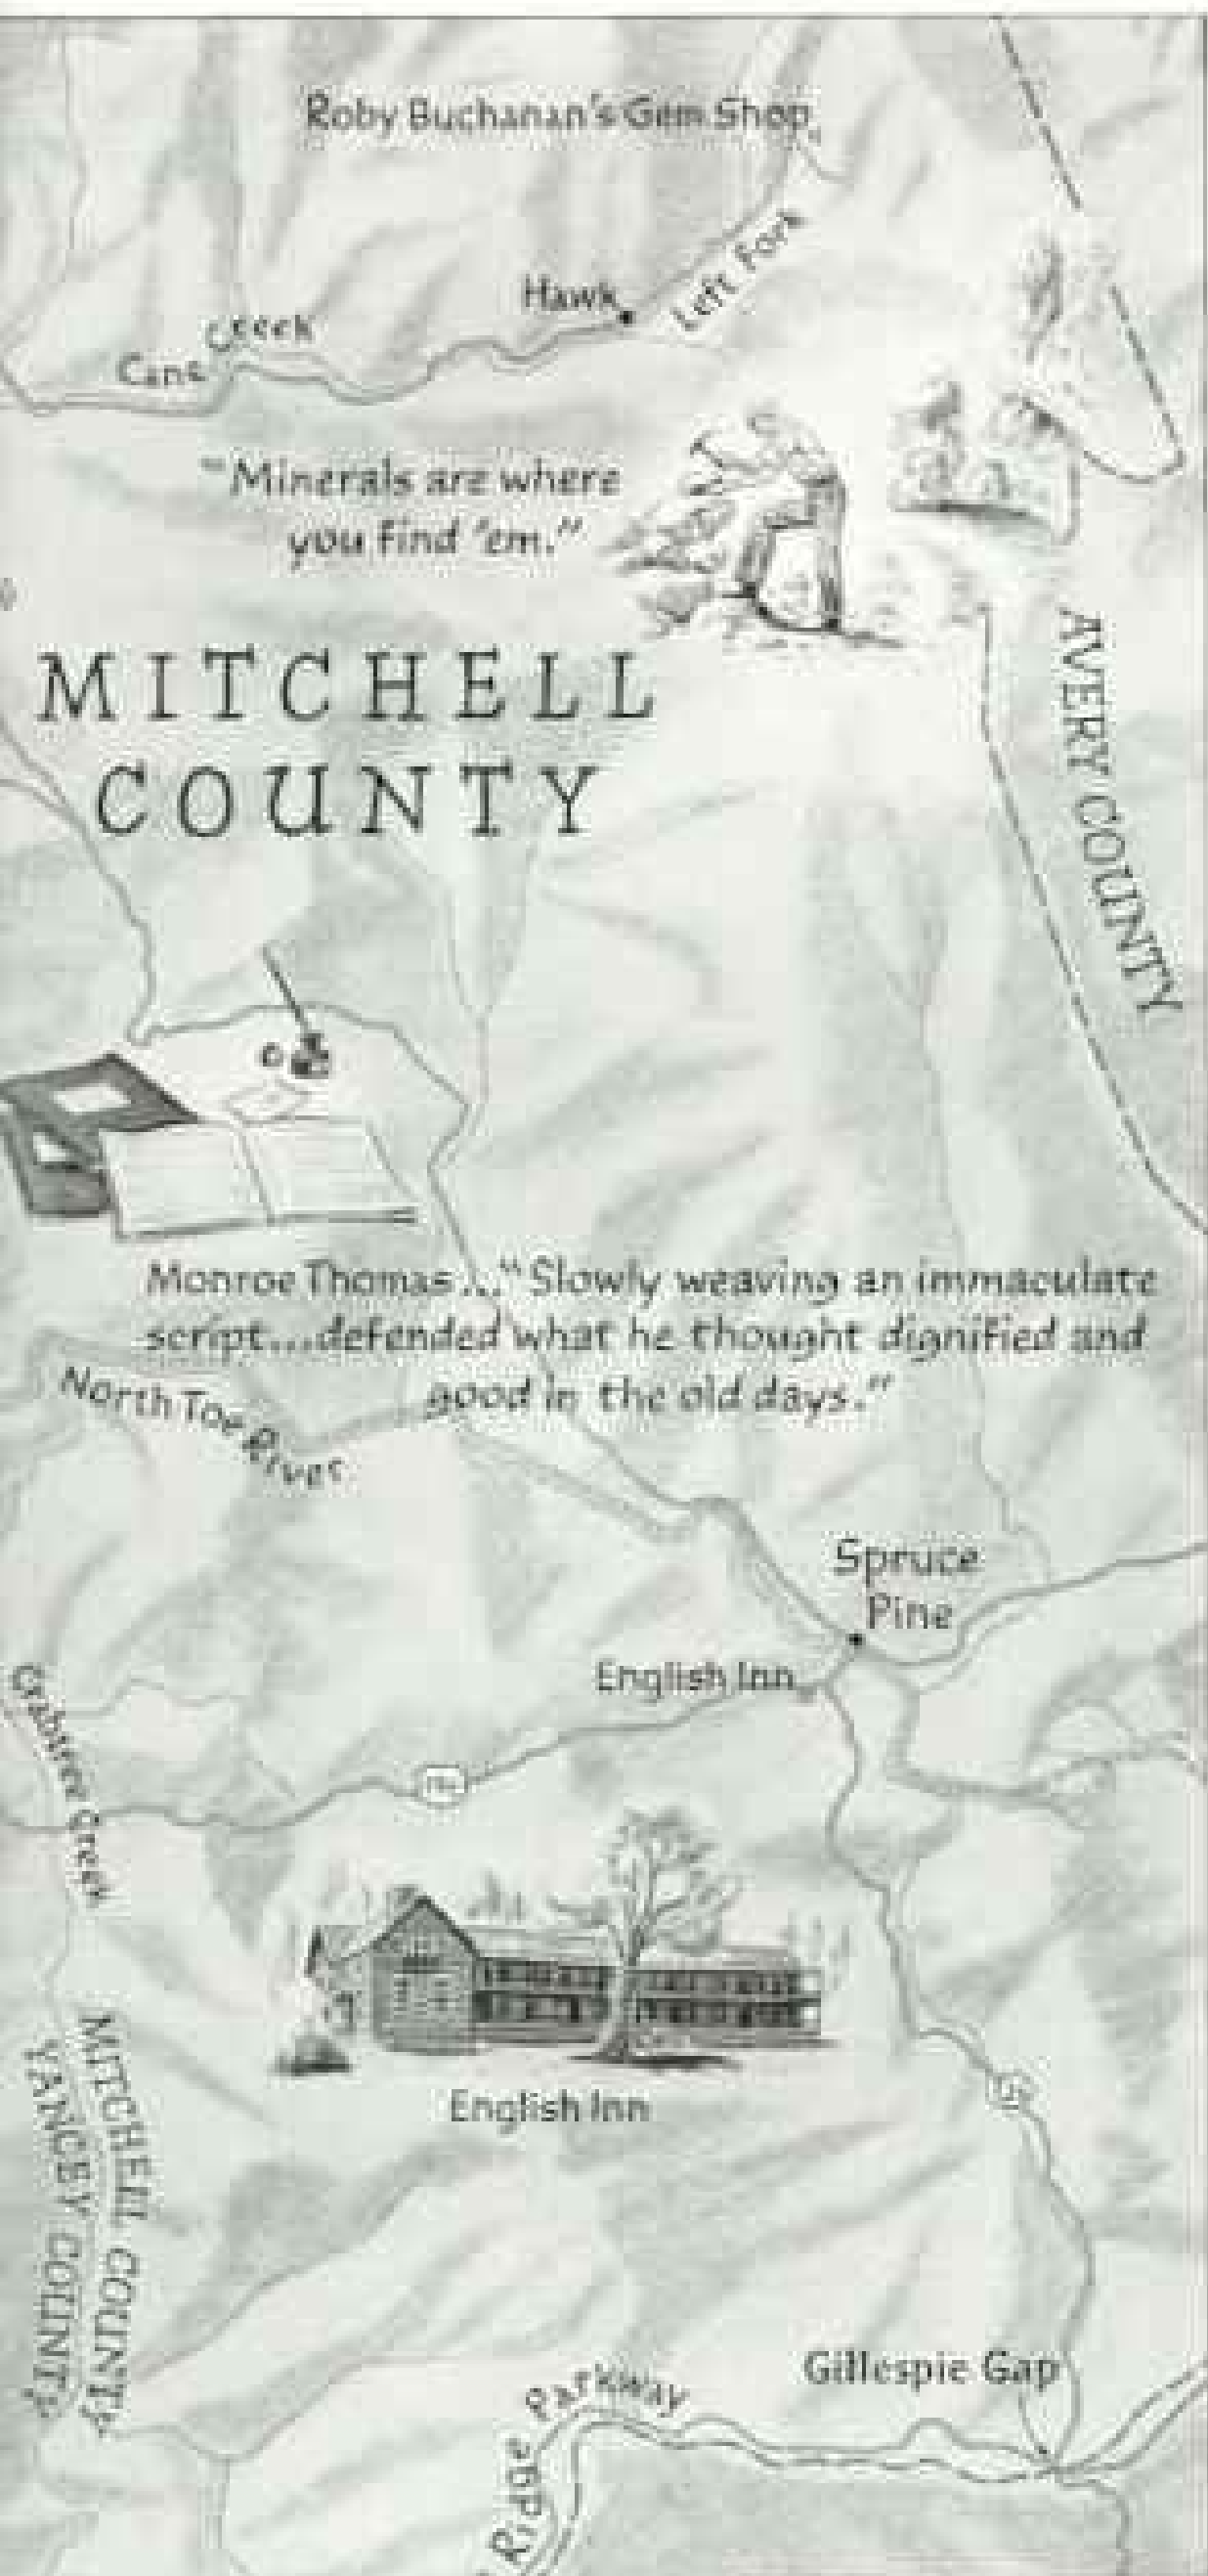 Roby Buchanan's Gem Shop
Left Fork
Hawk
Cane Creek
"Minerals are where
you find 'em."
MITCHELL
COUNTY
AVERY COUNTY
Monroe Thomas..."Slowly weaving an immaculate
script...defended what he thought dignified and
good in the old days."
North Toe River
Spruce
Pine
English Inn
Crabtree Creek
English Inn
MITCHELL COUNTY
YANCEY COUNTY
Gillespie Gap
Ridge Parkway